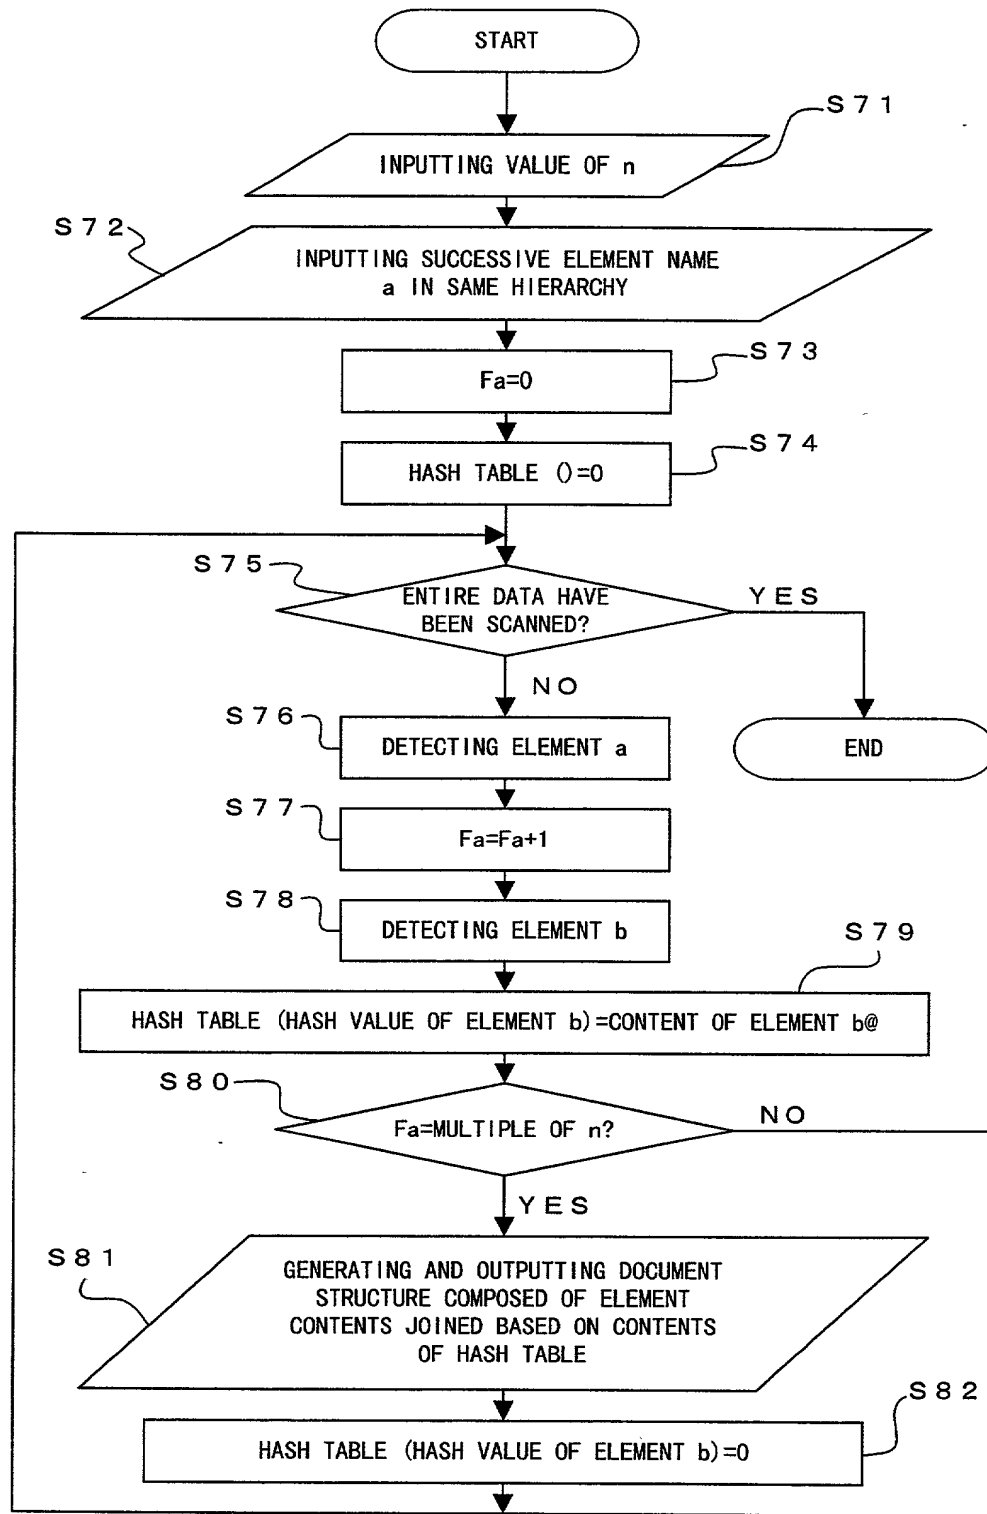 START
S71
INPUTTING VALUE OF n
S72
INPUTTING SUCCESSIVE ELEMENT NAME
a IN SAME HIERARCHY
S73
Fa=0
S74
HASH TABLE ()=0
S75
ENTIRE DATA HAVE
BEEN SCANNED?
YES
NO
S76
DETECTING ELEMENT a
END
S77
Fa=Fa+1
S78
DETECTING ELEMENT b
S79
HASH TABLE (HASH VALUE OF ELEMENT b)=CONTENT OF ELEMENT b@
S80
Fa=MULTIPLE OF n?
NO
YES
S81
GENERATING AND OUTPUTTING DOCUMENT
STRUCTURE COMPOSED OF ELEMENT
CONTENTS JOINED BASED ON CONTENTS
OF HASH TABLE
S82
HASH TABLE (HASH VALUE OF ELEMENT b)=0